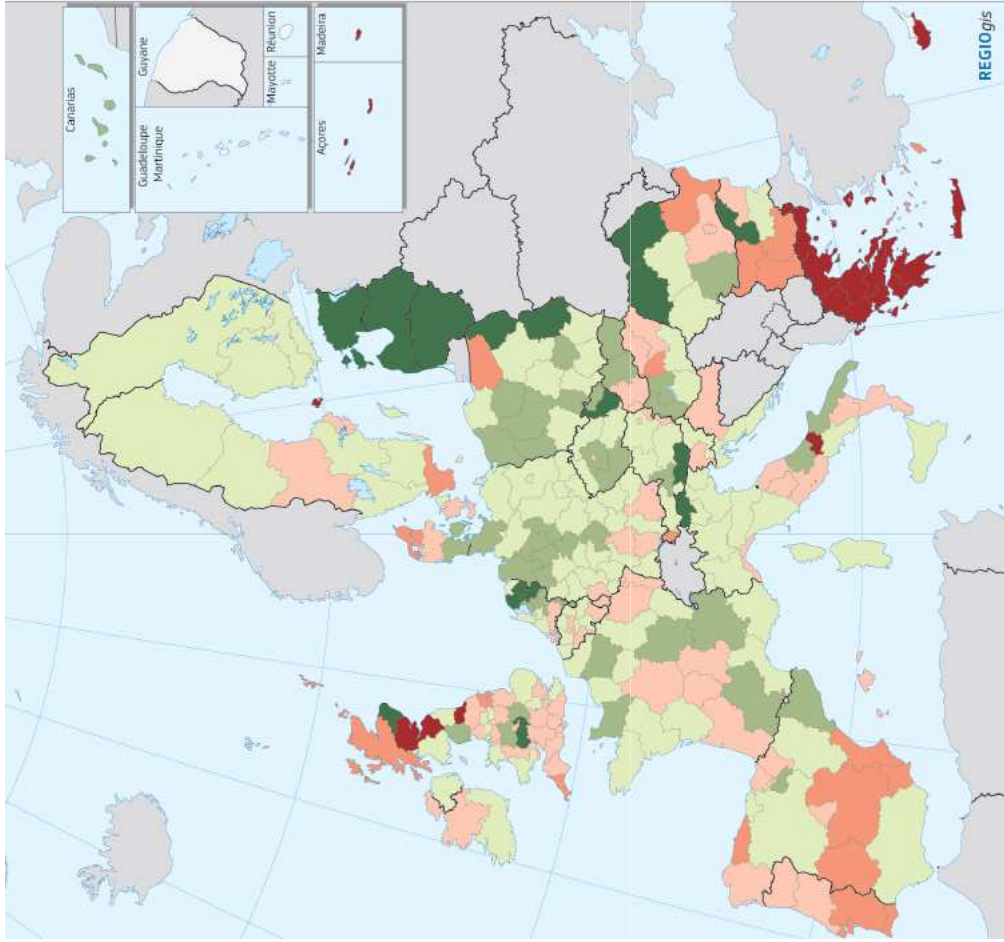 Canarias
Guadeloupe
Martinique
Guyane
Mayotte
Réunion
Açores
Madeira
REGIOgis